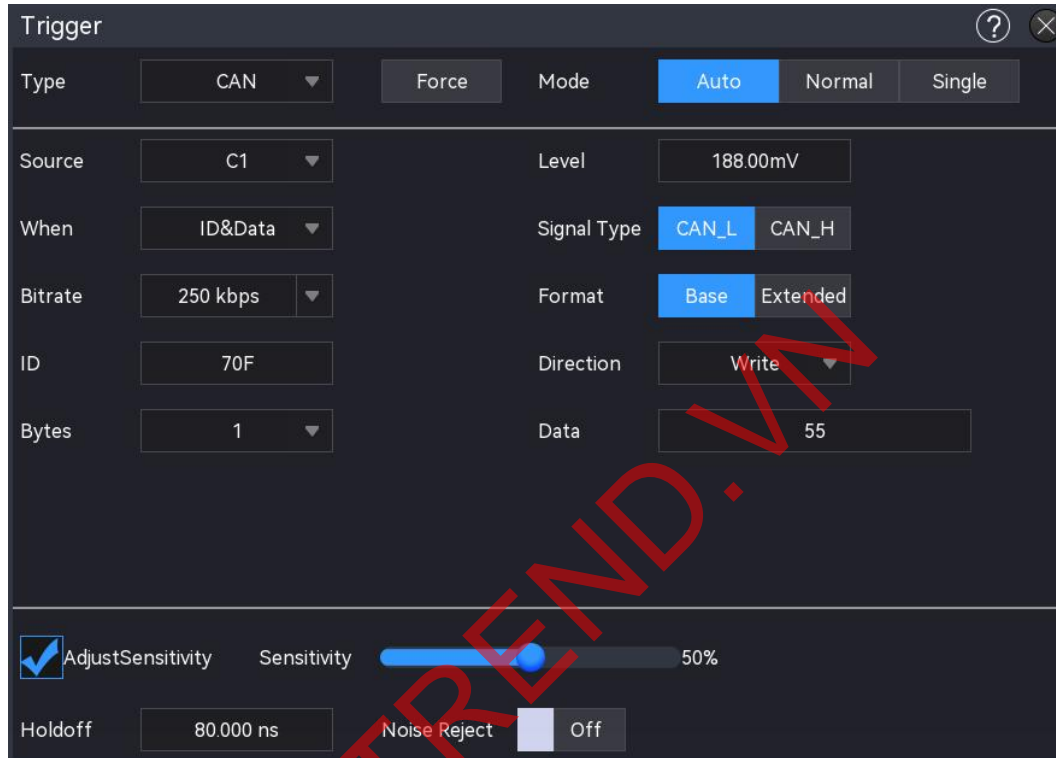 Trigger ?
Type CAN Force Mode Auto Normal Single
Source C1 Level 188.00mV
When ID&Data Signal Type CAN_L CAN_H
Bitrate 250 kbps Format Base Extended
ID 70F Direction Write
Bytes 1 Data 55
AdjustSensitivity Sensitivity 50%
Holdoff 80.000 ns Noise Reject Off
TREND.VN